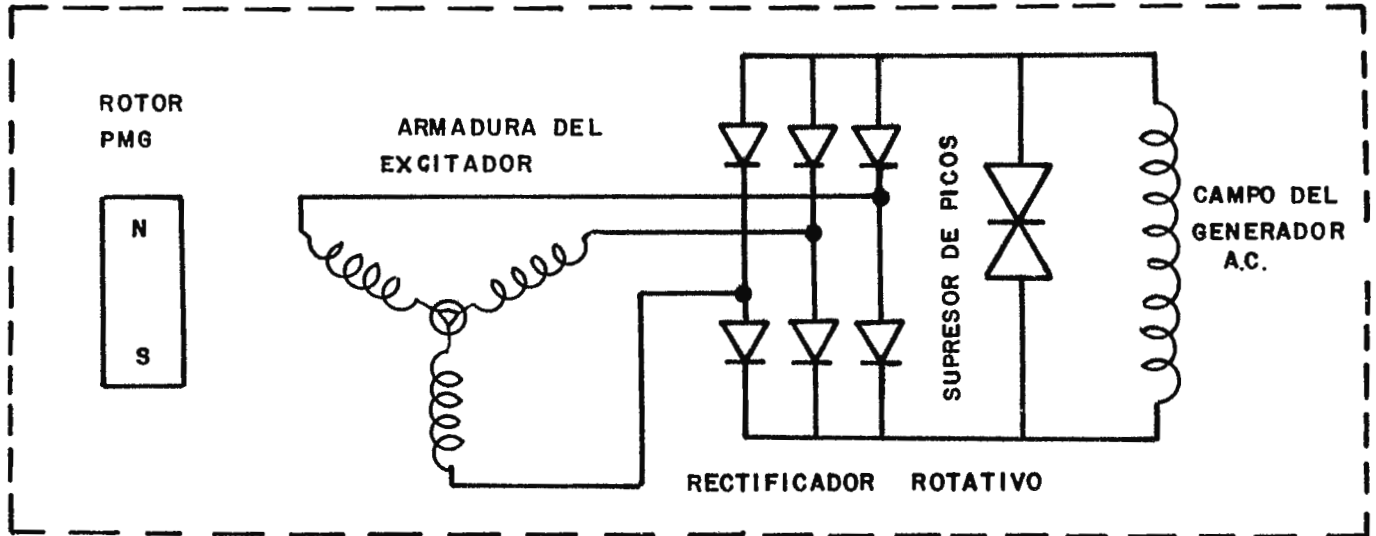 ROTOR
PMG
N
S
ARMADURA DEL
EXCITADOR
SUPRESOR DE PICOS
CAMPO DEL
GENERADOR
A.C.
RECTIFICADOR ROTATIVO